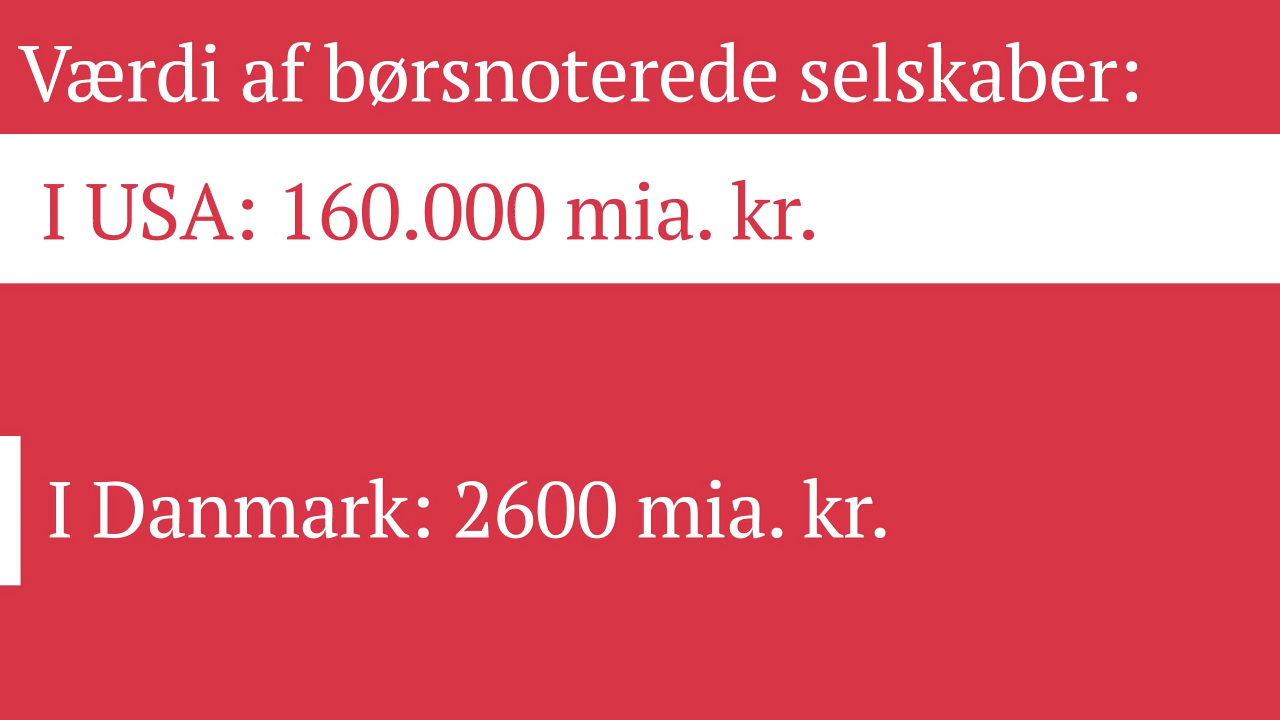 Værdi af børsnoterede selskaber:
I USA: 160.000 mia. kr.
I Danmark: 2600 mia. kr.